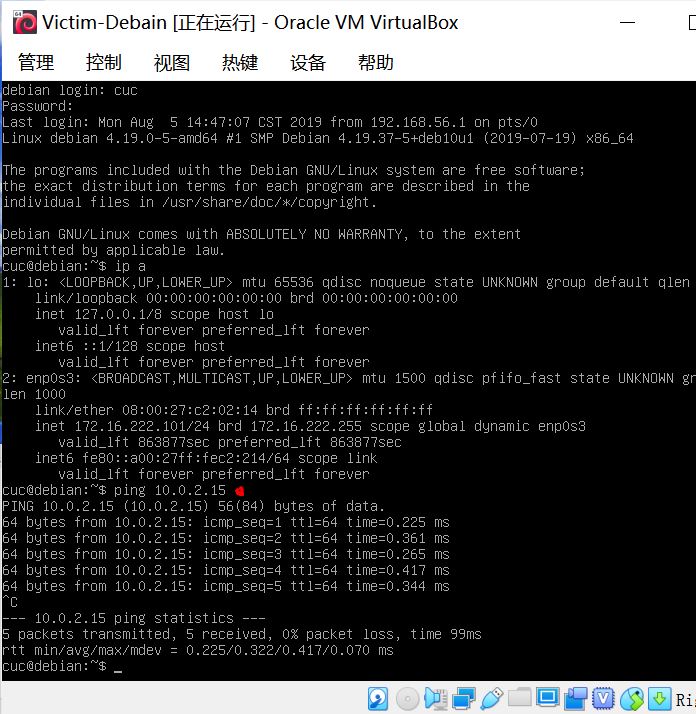 64
Victim-Debain [正在运行] - Oracle VM VirtualBox
管理 控制 视图 热键 设备 帮助
debian login: cuc
Password:
Last login: Mon Aug  5 14:47:07 CST 2019 from 192.168.56.1 on pts/0
Linux debian 4.19.0-5-amd64 #1 SMP Debian 4.19.37-5+deb10u1 (2019-07-19) x86_64
The programs included with the Debian GNU/Linux system are free software;
the exact distribution terms for each program are described in the
individual files in /usr/share/doc/*/copyright.
Debian GNU/Linux comes with ABSOLUTELY NO WARRANTY, to the extent
permitted by applicable law.
cuc@debian:~$ ip a
1: lo: <LOOPBACK,UP,LOWER_UP> mtu 65536 qdisc noqueue state UNKNOWN group default qlen
link/loopback 00:00:00:00:00:00 brd 00:00:00:00:00:00
inet 127.0.0.1/8 scope host lo
valid_lft forever preferred_lft forever
inet6 ::1/128 scope host
valid_lft forever preferred_lft forever
2: enp0s3: <BROADCAST,MULTICAST,UP,LOWER_UP> mtu 1500 qdisc pfifo_fast state UNKNOWN gr
len 1000
link/ether 08:00:27:c2:02:14 brd ff:ff:ff:ff:ff:ff
inet 172.16.222.101/24 brd 172.16.222.255 scope global dynamic enp0s3
valid_lft 863877sec preferred_lft 863877sec
inet6 fe80::a00:27ff:fec2:214/64 scope link
valid_lft forever preferred_lft forever
cuc@debian:~$ ping 10.0.2.15
PING 10.0.2.15 (10.0.2.15) 56(84) bytes of data.
64 bytes from 10.0.2.15: icmp_seq=1 ttl=64 time=0.225 ms
64 bytes from 10.0.2.15: icmp_seq=2 ttl=64 time=0.361 ms
64 bytes from 10.0.2.15: icmp_seq=3 ttl=64 time=0.265 ms
64 bytes from 10.0.2.15: icmp_seq=4 ttl=64 time=0.417 ms
64 bytes from 10.0.2.15: icmp_seq=5 ttl=64 time=0.344 ms
^C
--- 10.0.2.15 ping statistics ---
5 packets transmitted, 5 received, 0% packet loss, time 99ms
rtt min/avg/max/mdev = 0.225/0.322/0.417/0.070 ms
cuc@debian:~$ _
Ri